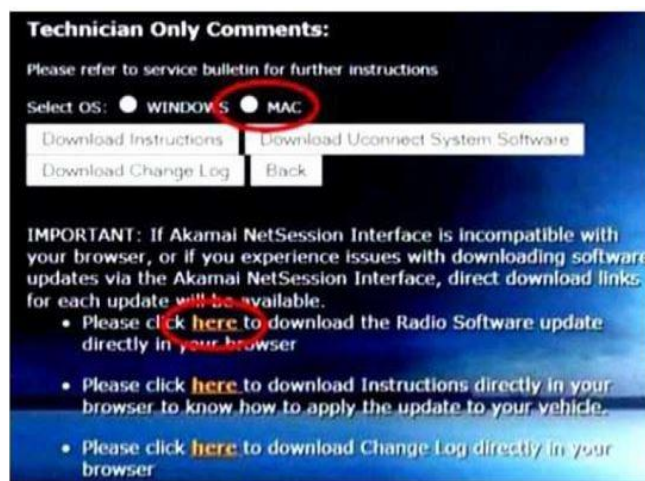 Technician Only Comments:
Please refer to service bulletin for further instructions
Select OS: WINDOWS MAC
Download Instructions Download Uconnect System Software
Download Change Log Back
IMPORTANT: If Akamai NetSession Interface is incompatible with
your browser, or if you experience issues with downloading software
updates via the Akamai NetSession Interface, direct download links
for each update will be available.
• Please click here to download the Radio Software update
directly in your browser
• Please click here to download Instructions directly in your
browser to know how to apply the update to your vehicle.
• Please click here to download Change Log directly in your
browser